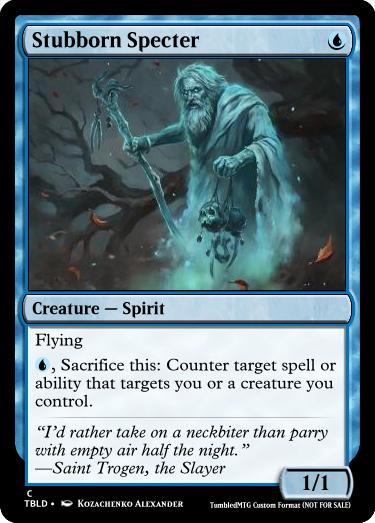 Stubborn Specter
Creature — Spirit
Flying
, Sacrifice this: Counter target spell or
ability that targets you or a creature you
control.
“I’d rather take on a neckbiter than parry
with empty air half the night.”
—Saint Trogen, the Slayer
1/1
C
TBLD • Kozachenko Alexander
TumbledMTG Custom Format (NOT FOR SALE)